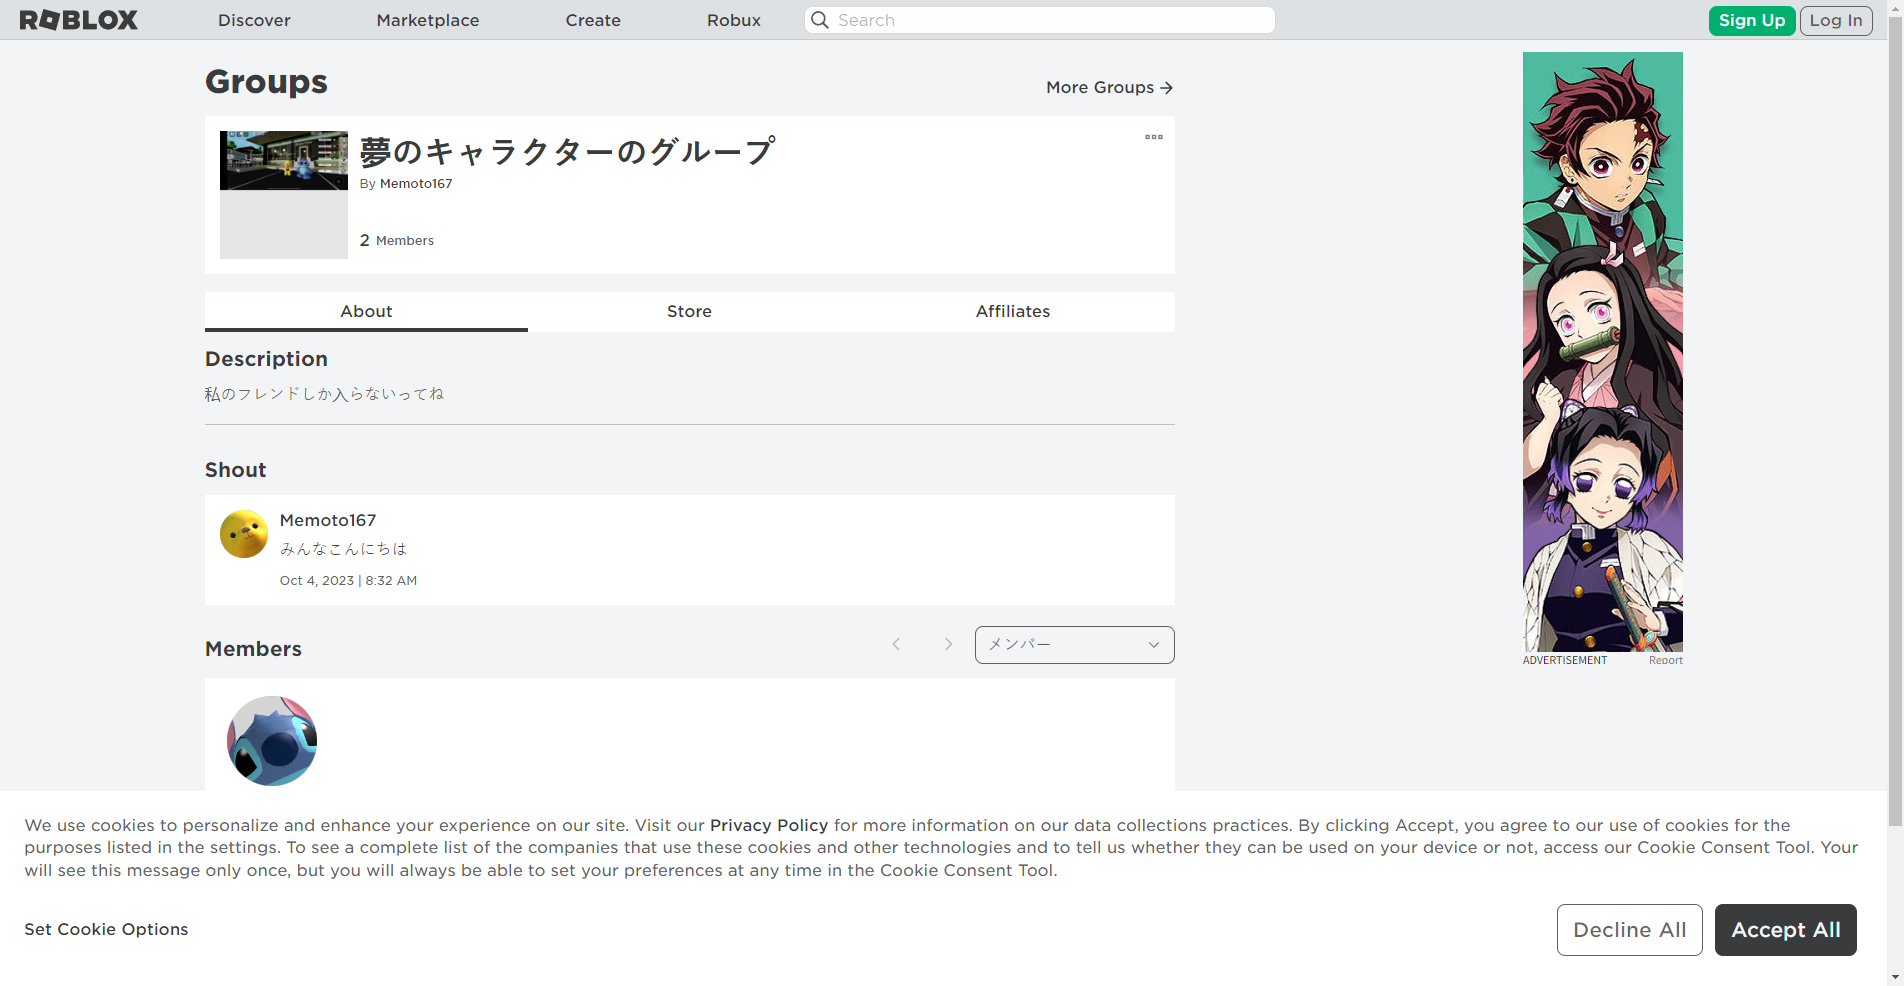 ROBLOX
Discover
Marketplace
Create
Robux
Search
Sign Up
Log In
Groups
More Groups →
夢のキャラクターのグループ
By Memoto167
2 Members
About
Store
Affiliates
Description
私のフレンドしか入らないってね
Shout
Memoto167
みんなこんにちは
Oct 4, 2023 | 8:32 AM
Members
メンバー
ADVERTISEMENT
Report
We use cookies to personalize and enhance your experience on our site. Visit our Privacy Policy for more information on our data collections practices. By clicking Accept, you agree to our use of cookies for the
purposes listed in the settings. To see a complete list of the companies that use these cookies and other technologies and to tell us whether they can be used on your device or not, access our Cookie Consent Tool. Your
will see this message only once, but you will always be able to set your preferences at any time in the Cookie Consent Tool.
Set Cookie Options
Decline All
Accept All